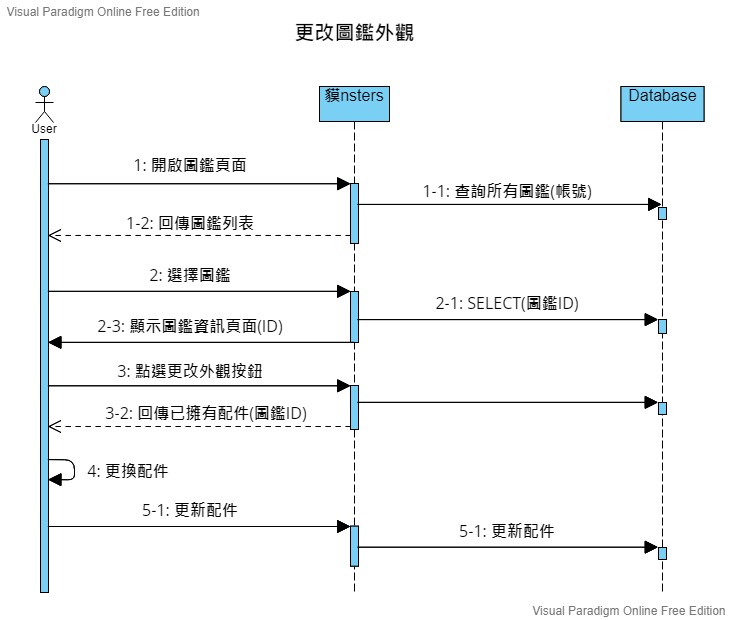 Visual Paradigm Online Free Edition
更改圖鑑外觀
User
貘nsters
Database
1: 開啟圖鑑頁面
1-1: 查詢所有圖鑑(帳號)
1-2: 回傳圖鑑列表
2: 選擇圖鑑
2-1: SELECT(圖鑑ID)
2-3: 顯示圖鑑資訊頁面(ID)
3: 點選更改外觀按鈕
3-2: 回傳已擁有配件(圖鑑ID)
4: 更換配件
5-1: 更新配件
5-1: 更新配件
Visual Paradigm Online Free Edition